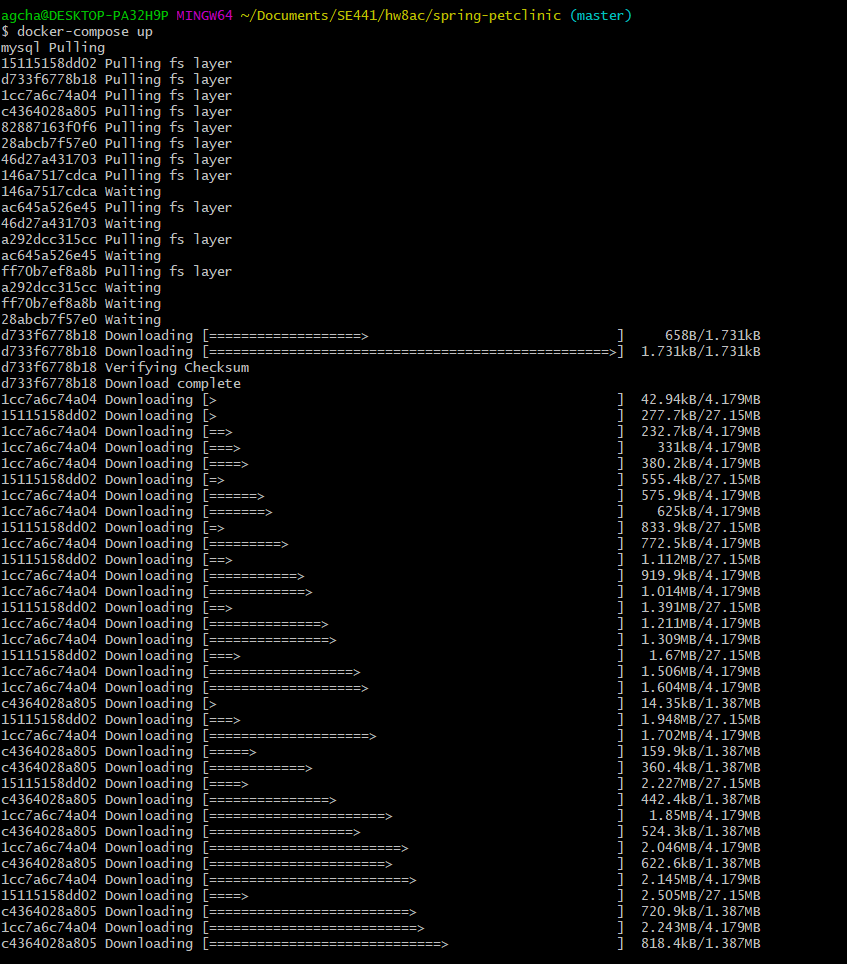 agcha@DESKTOP-PA32H9P MINGW64 ~/Documents/SE441/hw8ac/spring-petclinic (master)
$ docker-compose up
mysql Pulling
15115158dd02 Pulling fs layer
d733f6778b18 Pulling fs layer
1cc7a6c74a04 Pulling fs layer
c4364028a805 Pulling fs layer
82887163f0f6 Pulling fs layer
28abcb7f57e0 Pulling fs layer
46d27a431703 Pulling fs layer
146a7517cdca Pulling fs layer
146a7517cdca Waiting
ac645a526e45 Pulling fs layer
46d27a431703 Waiting
a292dcc315cc Pulling fs layer
ac645a526e45 Waiting
ff70b7ef8a8b Pulling fs layer
a292dcc315cc Waiting
ff70b7ef8a8b Waiting
28abcb7f57e0 Waiting
d733f6778b18 Downloading [===================>                               ]     658B/1.731kB
d733f6778b18 Downloading [==================================================>]  1.731kB/1.731kB
d733f6778b18 Verifying Checksum
d733f6778b18 Download complete
1cc7a6c74a04 Downloading [>                                                  ]  42.94kB/4.179MB
15115158dd02 Downloading [>                                                  ]  277.7kB/27.15MB
1cc7a6c74a04 Downloading [==>                                                ]  232.7kB/4.179MB
1cc7a6c74a04 Downloading [===>                                               ]    331kB/4.179MB
1cc7a6c74a04 Downloading [====>                                              ]  380.2kB/4.179MB
15115158dd02 Downloading [=>                                                 ]  555.4kB/27.15MB
1cc7a6c74a04 Downloading [======>                                            ]  575.9kB/4.179MB
1cc7a6c74a04 Downloading [=======>                                           ]    625kB/4.179MB
15115158dd02 Downloading [=>                                                 ]  833.9kB/27.15MB
1cc7a6c74a04 Downloading [=========>                                         ]  772.5kB/4.179MB
15115158dd02 Downloading [==>                                                ]  1.112MB/27.15MB
1cc7a6c74a04 Downloading [===========>                                       ]  919.9kB/4.179MB
1cc7a6c74a04 Downloading [============>                                      ]  1.014MB/4.179MB
15115158dd02 Downloading [==>                                                ]  1.391MB/27.15MB
1cc7a6c74a04 Downloading [==============>                                    ]  1.211MB/4.179MB
1cc7a6c74a04 Downloading [===============>                                   ]  1.309MB/4.179MB
15115158dd02 Downloading [===>                                               ]   1.67MB/27.15MB
1cc7a6c74a04 Downloading [==================>                                ]  1.506MB/4.179MB
1cc7a6c74a04 Downloading [===================>                               ]  1.604MB/4.179MB
c4364028a805 Downloading [>                                                  ]  14.35kB/1.387MB
15115158dd02 Downloading [===>                                               ]  1.948MB/27.15MB
1cc7a6c74a04 Downloading [====================>                              ]  1.702MB/4.179MB
c4364028a805 Downloading [=====>                                             ]  159.9kB/1.387MB
c4364028a805 Downloading [============>                                      ]  360.4kB/1.387MB
15115158dd02 Downloading [====>                                              ]  2.227MB/27.15MB
c4364028a805 Downloading [===============>                                   ]  442.4kB/1.387MB
1cc7a6c74a04 Downloading [======================>                            ]   1.85MB/4.179MB
c4364028a805 Downloading [==================>                                ]  524.3kB/1.387MB
1cc7a6c74a04 Downloading [========================>                          ]  2.046MB/4.179MB
c4364028a805 Downloading [======================>                            ]  622.6kB/1.387MB
1cc7a6c74a04 Downloading [=========================>                         ]  2.145MB/4.179MB
15115158dd02 Downloading [====>                                              ]  2.505MB/27.15MB
c4364028a805 Downloading [=========================>                         ]  720.9kB/1.387MB
1cc7a6c74a04 Downloading [==========================>                        ]  2.243MB/4.179MB
c4364028a805 Downloading [=============================>                     ]  818.4kB/1.387MB